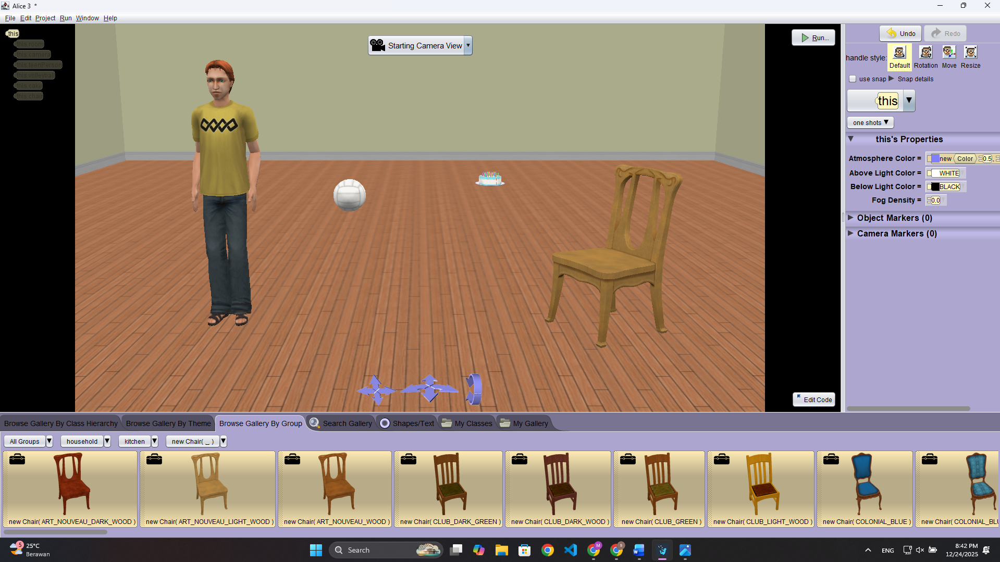 Alice 3 *
File Edit Project Run Window Help
this
this.room
this.camera
this.teenPerson
this.volleyball
this.cake
this.chair
Starting Camera View
Run...
Undo Redo
handle style: Default Rotation Move Resize
use snap Snap details
this
one shots
this's Properties
Atmosphere Color = new Color 0.5,
Above Light Color = WHITE
Below Light Color = BLACK
Fog Density = 0.0
Object Markers (0)
Camera Markers (0)
Edit Code
Browse Gallery By Class Hierarchy Browse Gallery By Theme Browse Gallery By Group Search Gallery Shapes/Text My Classes My Gallery
All Groups household kitchen new Chair( _ )
new Chair( ART_NOUVEAU_DARK_WOOD ) new Chair( ART_NOUVEAU_LIGHT_WOOD ) new Chair( ART_NOUVEAU_WOOD ) new Chair( CLUB_DARK_GREEN ) new Chair( CLUB_DARK_WOOD ) new Chair( CLUB_GREEN ) new Chair( CLUB_LIGHT_WOOD ) new Chair( COLONIAL_BLUE ) new Chair( COLONIAL_BLU
5 25°C
Berawan
Search
M S
ENG
8:42 PM
12/24/2025